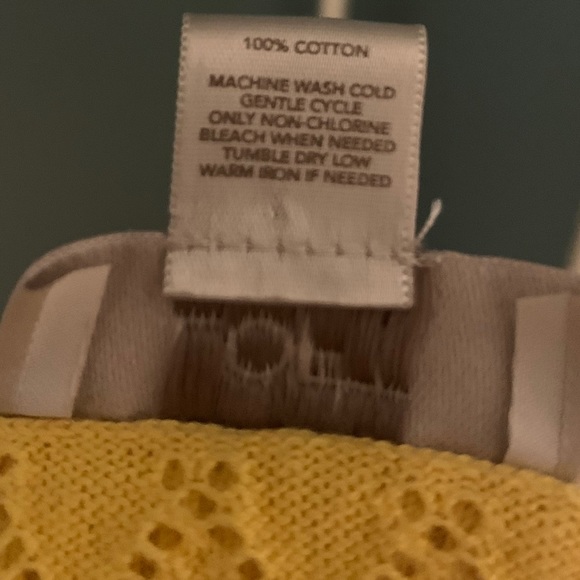 100% COTTON
MACHINE WASH COLD
GENTLE CYCLE
ONLY NON-CHLORINE
BLEACH WHEN NEEDED
TUMBLE DRY LOW
WARM IRON IF NEEDED